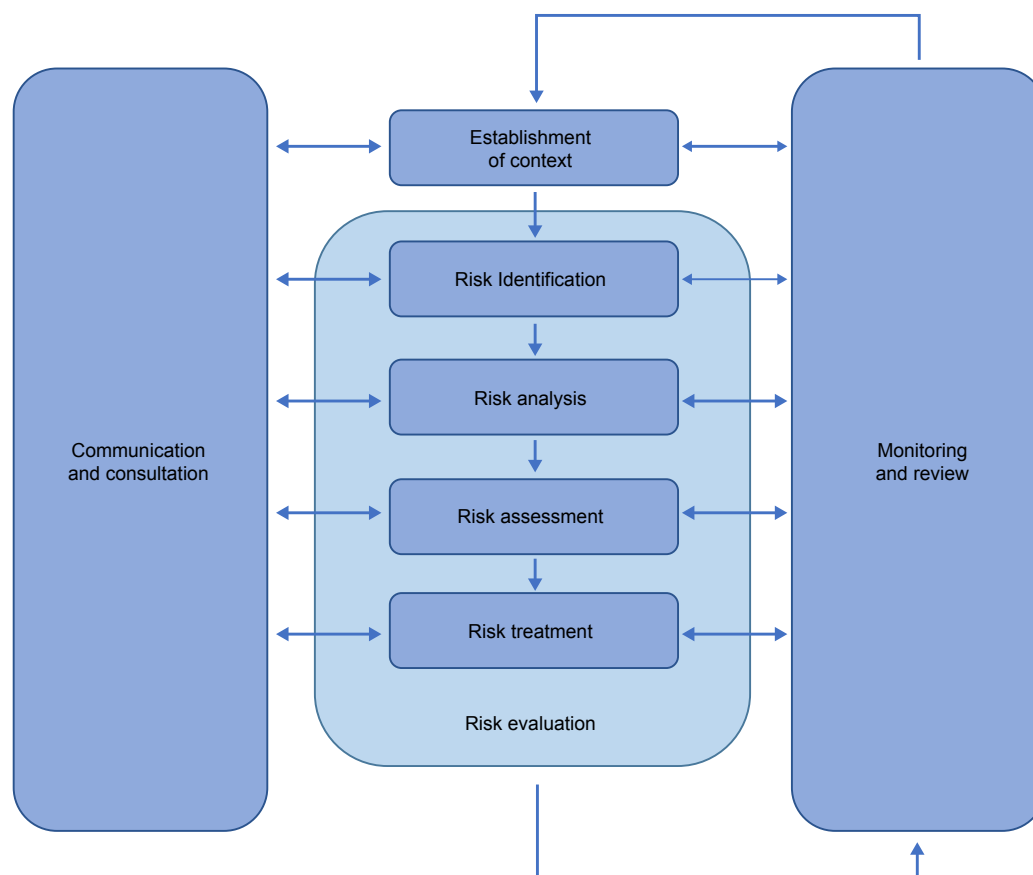 Establishment
of context
Risk Identification
Risk analysis
Communication
and consultation
Monitoring
and review
Risk assessment
Risk treatment
Risk evaluation